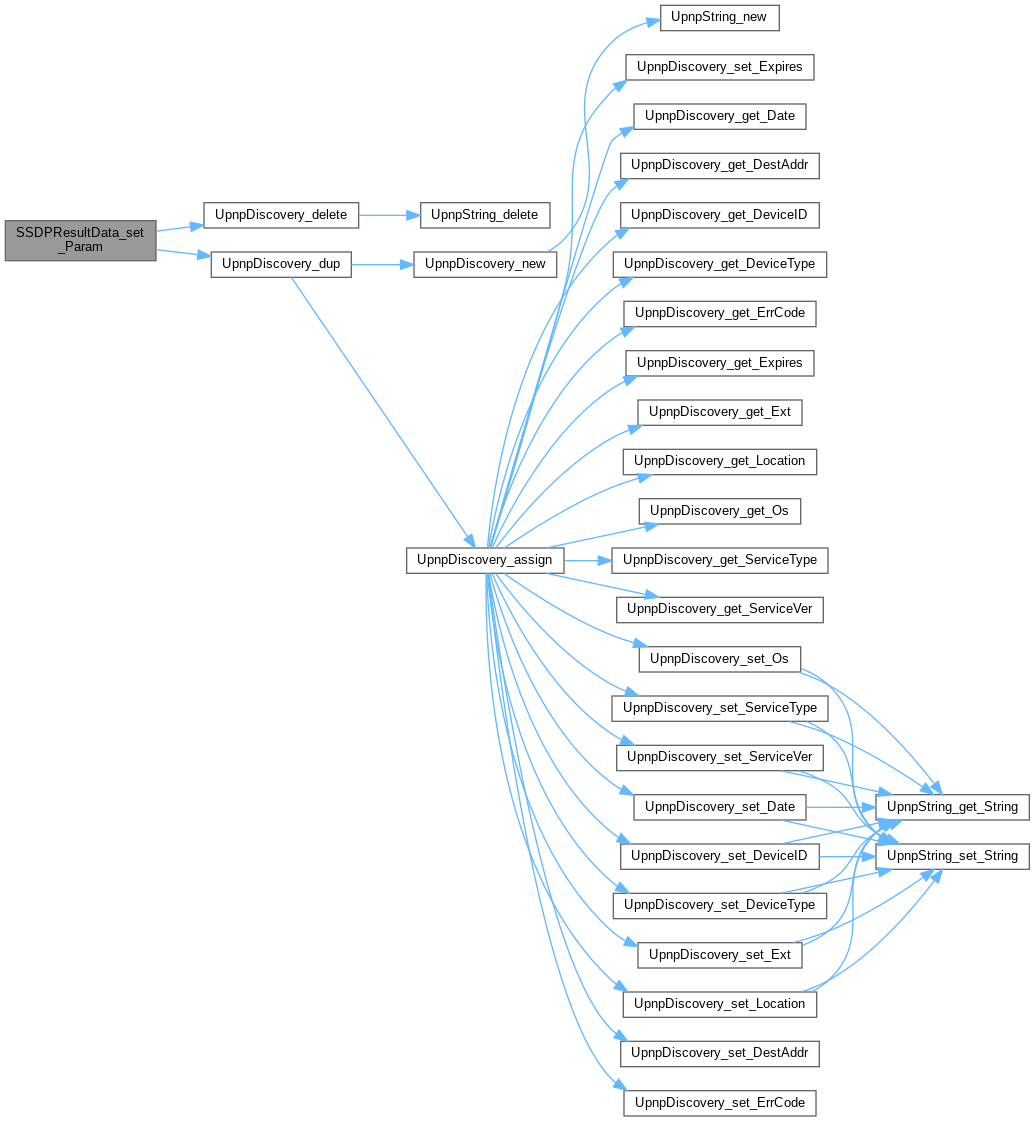 SSDPResultData_set
_Param
UpnpDiscovery_delete
UpnpDiscovery_dup
UpnpString_delete
UpnpDiscovery_new
UpnpDiscovery_assign
UpnpString_new
UpnpDiscovery_set_Expires
UpnpDiscovery_get_Date
UpnpDiscovery_get_DestAddr
UpnpDiscovery_get_DeviceID
UpnpDiscovery_get_DeviceType
UpnpDiscovery_get_ErrCode
UpnpDiscovery_get_Expires
UpnpDiscovery_get_Ext
UpnpDiscovery_get_Location
UpnpDiscovery_get_Os
UpnpDiscovery_get_ServiceType
UpnpDiscovery_get_ServiceVer
UpnpDiscovery_set_Os
UpnpDiscovery_set_ServiceType
UpnpDiscovery_set_ServiceVer
UpnpDiscovery_set_Date
UpnpDiscovery_set_DeviceID
UpnpDiscovery_set_DeviceType
UpnpDiscovery_set_Ext
UpnpDiscovery_set_Location
UpnpDiscovery_set_DestAddr
UpnpDiscovery_set_ErrCode
UpnpString_get_String
UpnpString_set_String